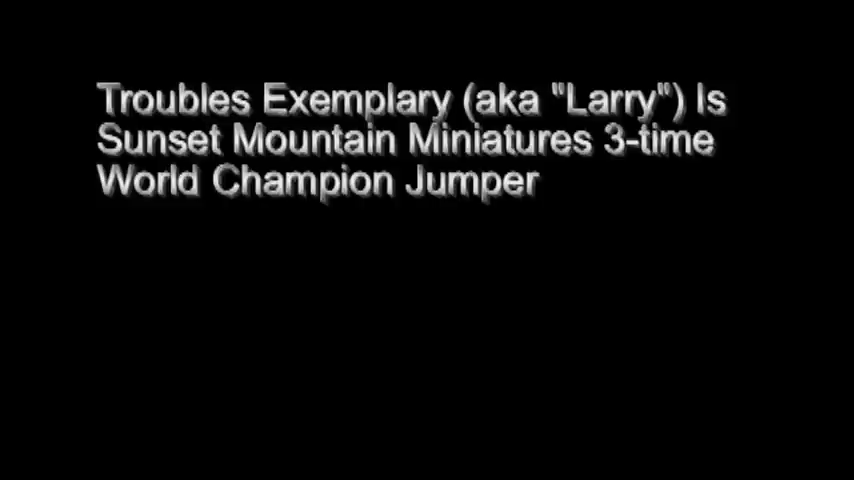 Troubles Exemplary (aka "Larry") Is
Sunset Mountain Miniatures 3-time
World Champion Jumper